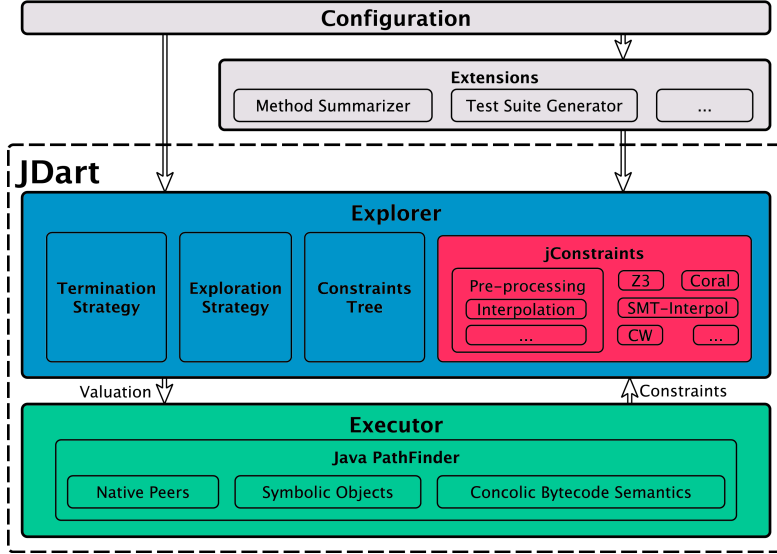 Configuration
Extensions
Method Summarizer
Test Suite Generator
...
JDart
Explorer
Termination
Strategy
Exploration
Strategy
Constraints
Tree
jConstraints
Pre-processing
Interpolation
...
Z3
Coral
SMT-Interpol
CW
...
Valuation
Constraints
Executor
Java PathFinder
Native Peers
Symbolic Objects
Concolic Bytecode Semantics